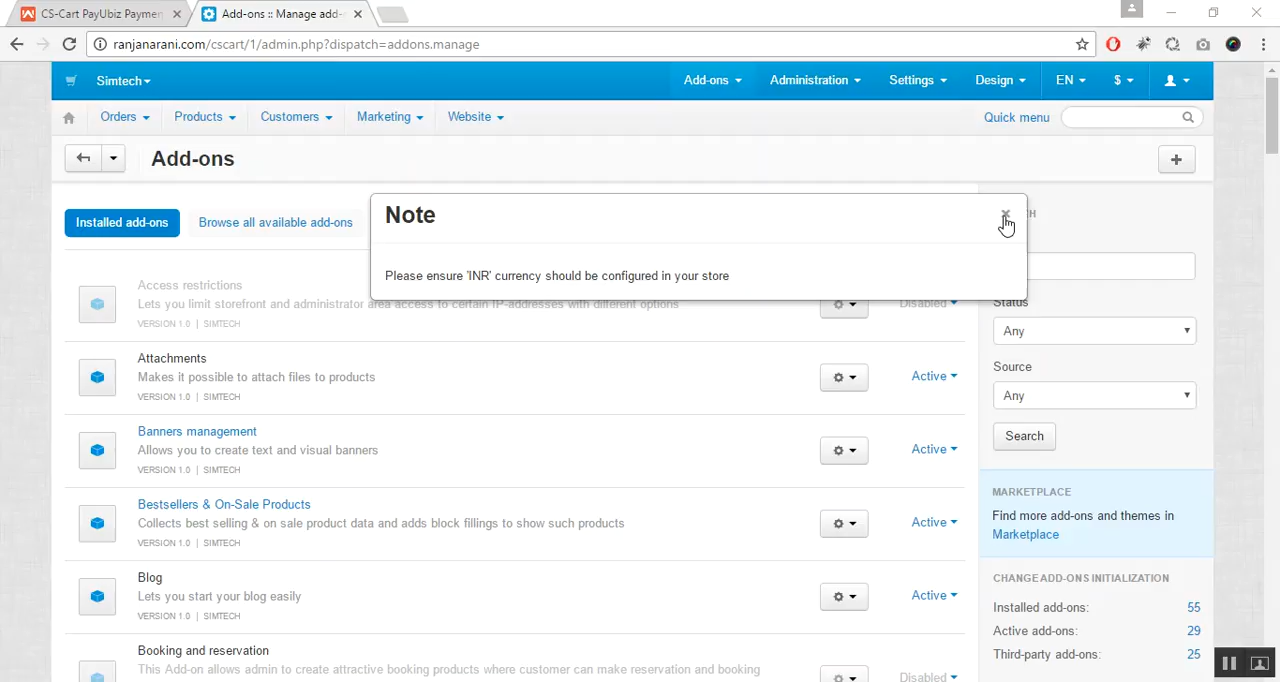 CS-Cart PayUbiz Paymen
Add-ons :: Manage add-
ranjanarani.com/cscart/1/admin.php?dispatch=addons.manage
Simtech
Add-ons
Administration
Settings
Design
EN
$
Orders
Products
Customers
Marketing
Website
Quick menu
Add-ons
+
Installed add-ons
Browse all available add-ons
Note
×
CH
Please ensure 'INR' currency should be configured in your store
Access restrictions
Lets you limit storefront and administrator area access to certain IP-addresses with different options
VERSION 1.0 | SIMTECH
Disabled
Attachments
Makes it possible to attach files to products
VERSION 1.0 | SIMTECH
Active
Banners management
Allows you to create text and visual banners
VERSION 1.0 | SIMTECH
Active
Bestsellers & On-Sale Products
Collects best selling & on sale product data and adds block fillings to show such products
VERSION 1.0 | SIMTECH
Active
Blog
Lets you start your blog easily
VERSION 1.0 | SIMTECH
Active
Booking and reservation
This Add-on allows admin to create attractive booking products where customer can make reservation and booking
Disabled
Status
Any
Source
Any
Search
MARKETPLACE
Find more add-ons and themes in
Marketplace
CHANGE ADD-ONS INITIALIZATION
Installed add-ons: 55
Active add-ons: 29
Third-party add-ons: 25